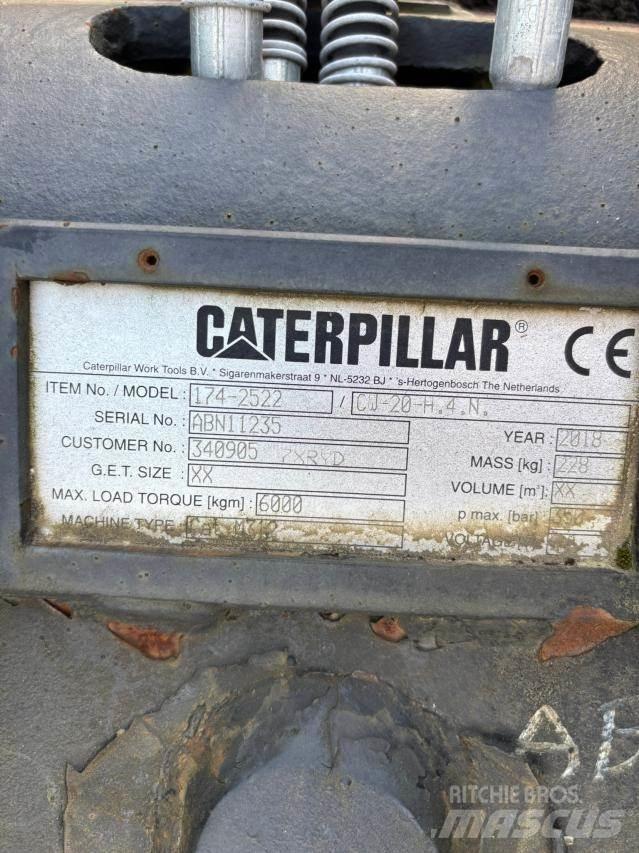 CATERPILLAR® CE
Caterpillar Work Tools B.V. * Sigarenmakerstraat 9 * NL-5232 BJ * 's-Hertogenbosch The Netherlands
ITEM No. / MODEL : 174-2522 / CW-20-H.4.N.
SERIAL No. : ABN11235 YEAR : 2018
CUSTOMER No. : 340905 MASS [kg] : 228
G.E.T. SIZE : XX VOLUME [m³]: XX
MAX. LOAD TORQUE [kgm] : 6000 p max. [bar] :
MACHINE TYPE :
AB
RITCHIE BROS.
MASCUS